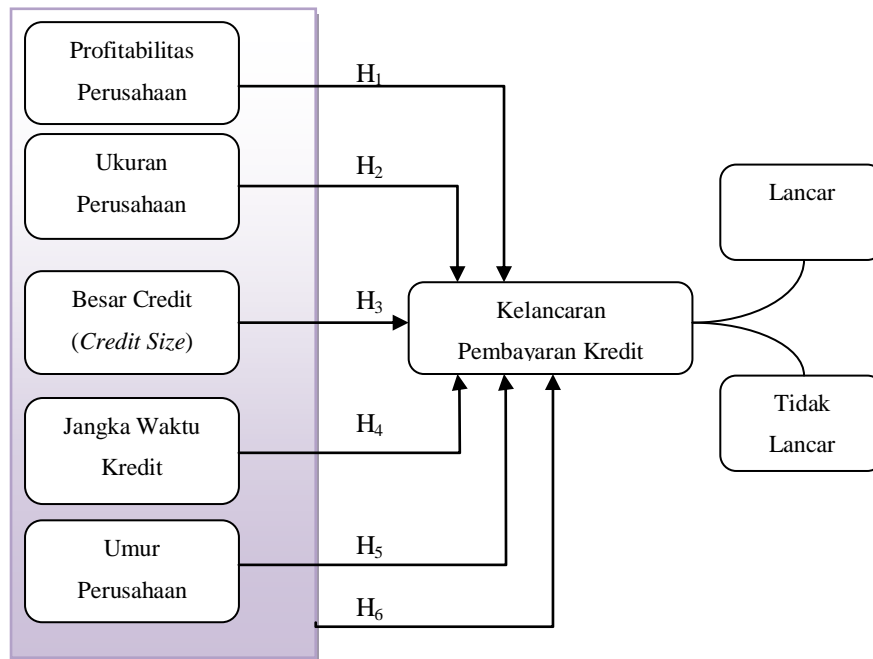 Profitabilitas
Perusahaan
H₁
Ukuran
Perusahaan
H₂
Lancar
Besar Credit
(Credit Size)
H₃
Kelancaran
Pembayaran Kredit
Jangka Waktu
Kredit
H₄
Tidak
Lancar
Umur
Perusahaan
H₅
H₆